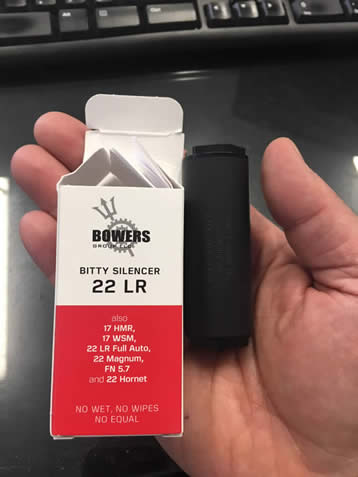 BOWERS
GROUP LLC
BITTY SILENCER
22 LR
also
17 HMR,
17 WSM,
22 LR Full Auto,
22 Magnum,
FN 5.7
and 22 Hornet
NO WET, NO WIPES
NO EQUAL